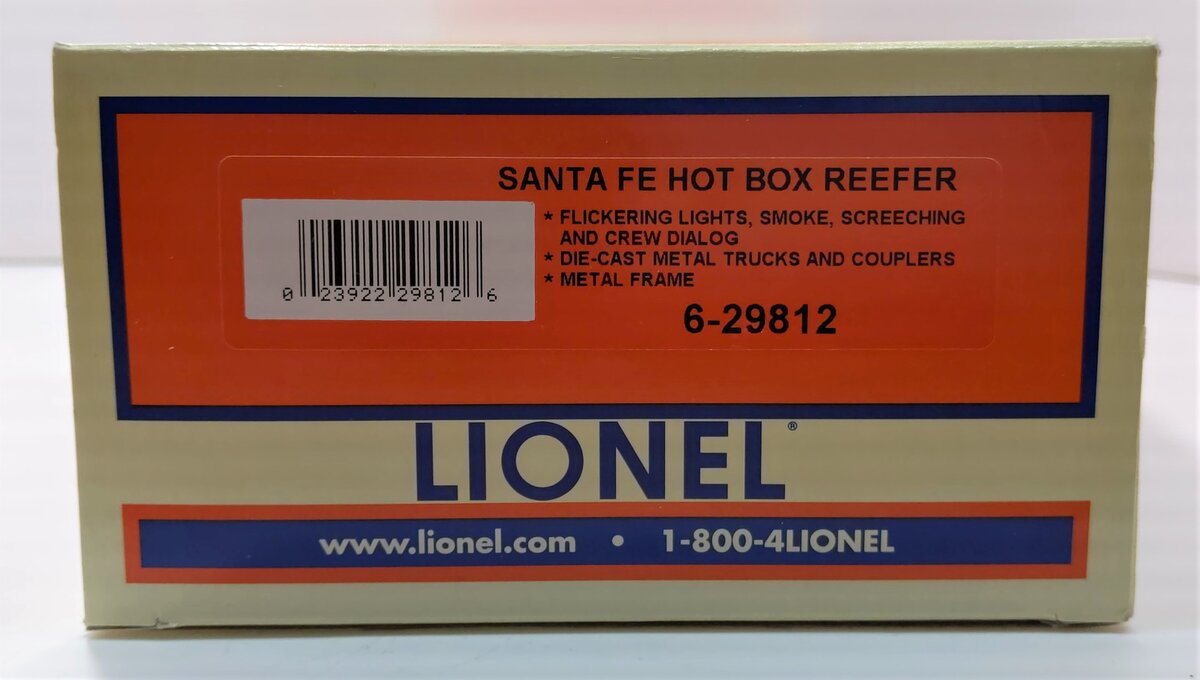 SANTA FE HOT BOX REEFER
* FLICKERING LIGHTS, SMOKE, SCREECHING
AND CREW DIALOG
* DIE-CAST METAL TRUCKS AND COUPLERS
* METAL FRAME
0 23922 29812 6
6-29812
LIONEL®
www.lionel.com • 1-800-4LIONEL